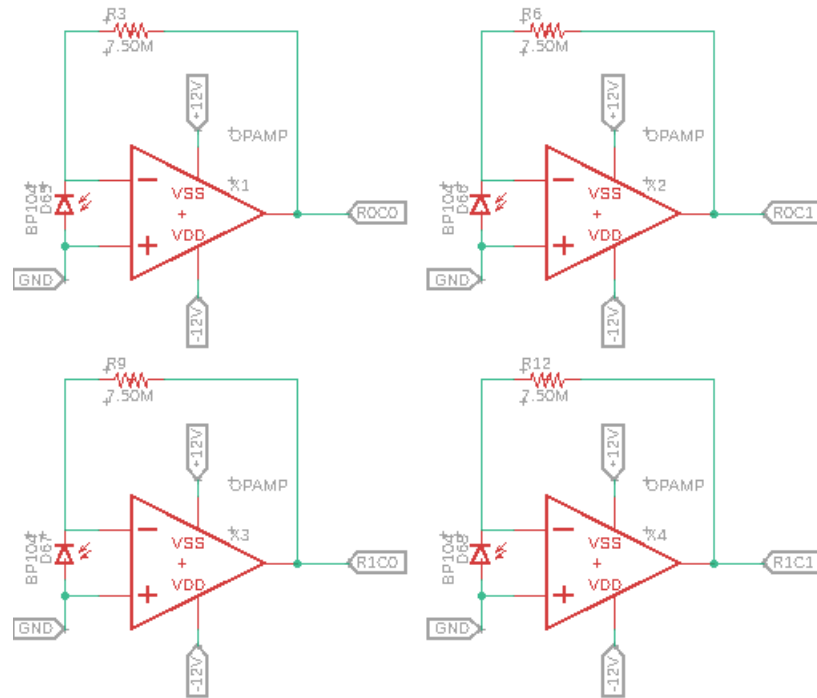 R3
7.50M
+12V
OPAMP
X1
VSS
VDD
BP104
D65
GND
-12V
R0C0
R6
7.50M
+12V
OPAMP
X2
VSS
VDD
BP104
D66
GND
-12V
R0C1
R9
7.50M
+12V
OPAMP
X3
VSS
VDD
BP104
D67
GND
-12V
R1C0
R12
7.50M
+12V
OPAMP
X4
VSS
VDD
BP104
D68
GND
-12V
R1C1